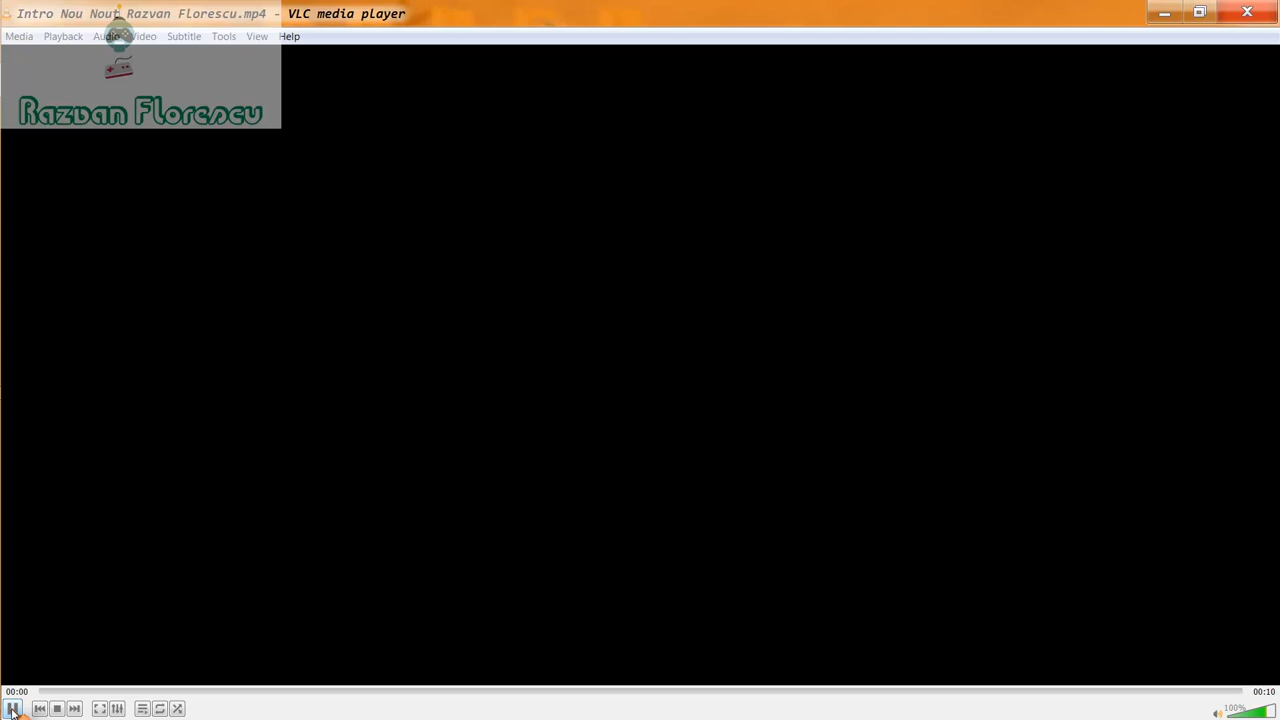 Intro Nou Nout Razvan Florescu.mp4 - VLC media player
Media Playback Audio Video Subtitle Tools View Help
Razvan Florescu
00:00 00:10
100%